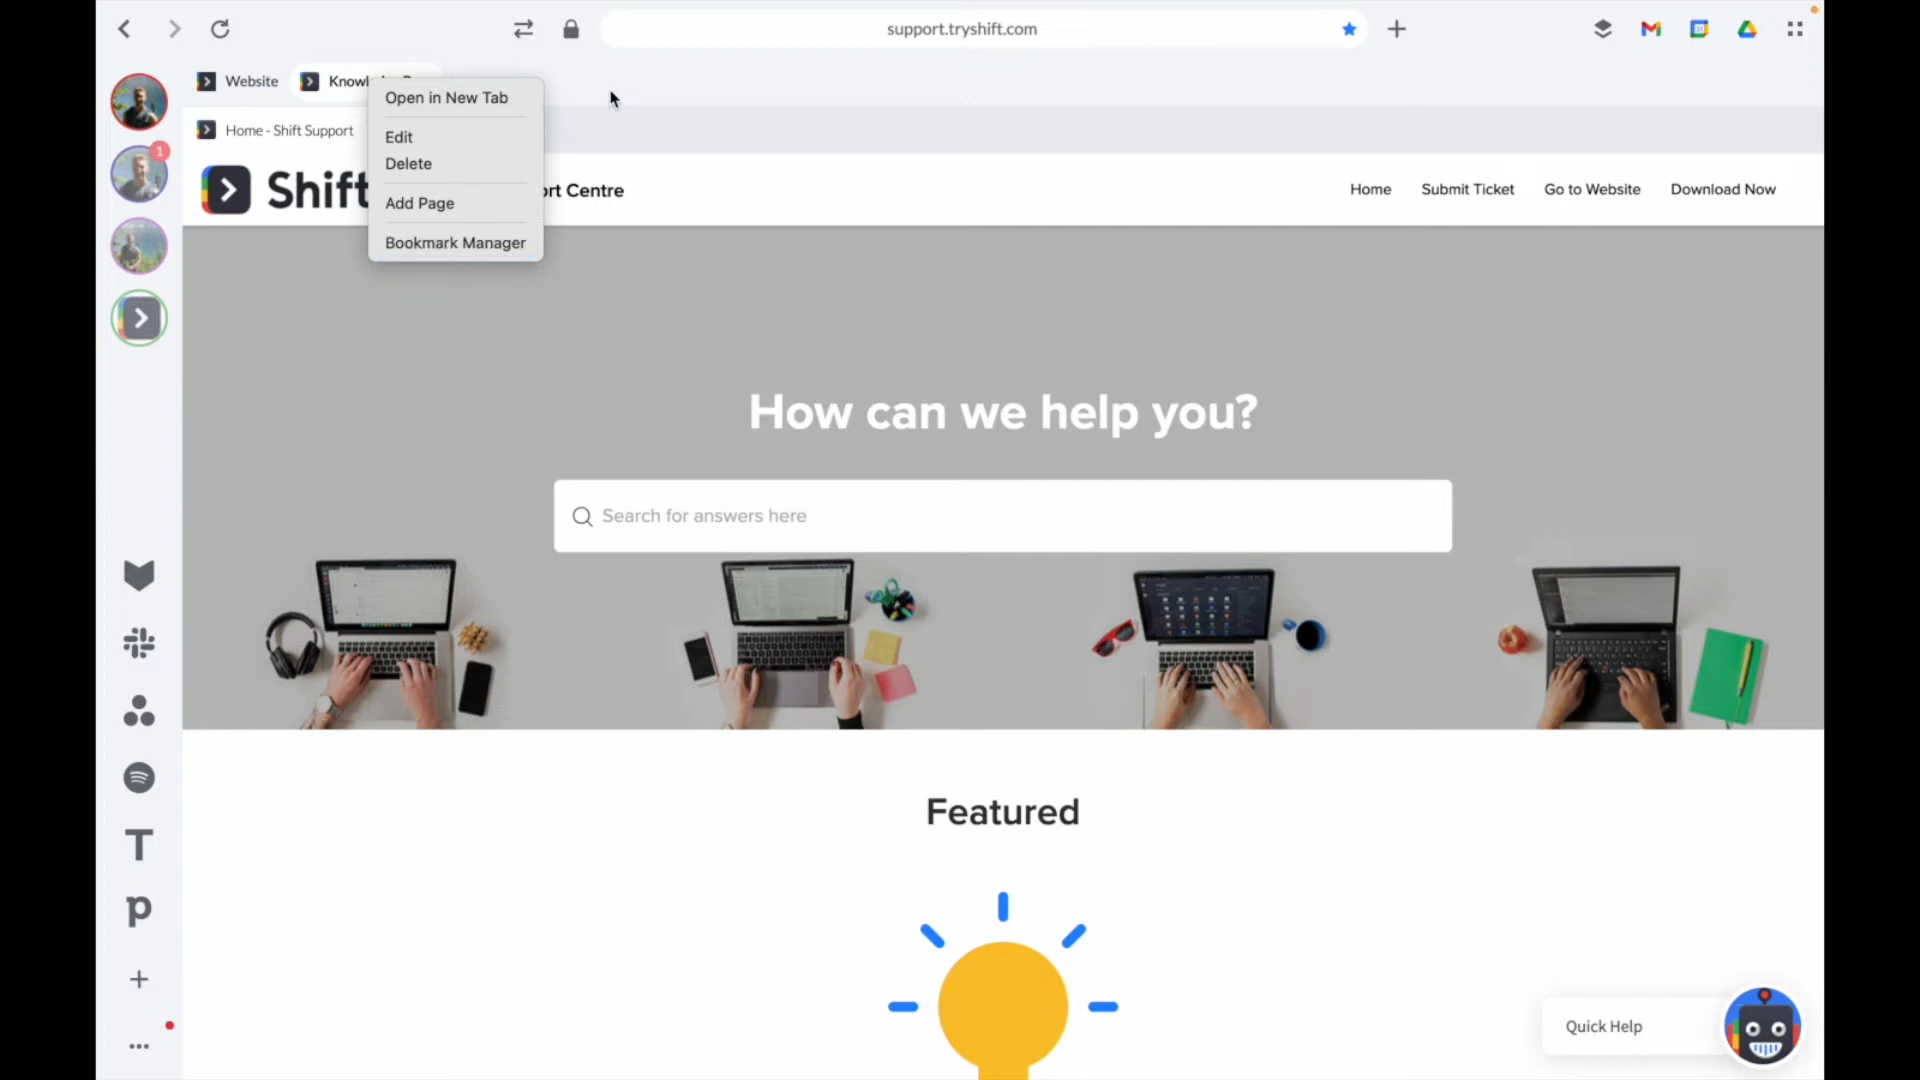 support.tryshift.com
Website
Knowl
Open in New Tab
Edit
Delete
Add Page
Bookmark Manager
Home - Shift Support
1
Shift
ort Centre
Home
Submit Ticket
Go to Website
Download Now
How can we help you?
Search for answers here
Featured
Quick Help